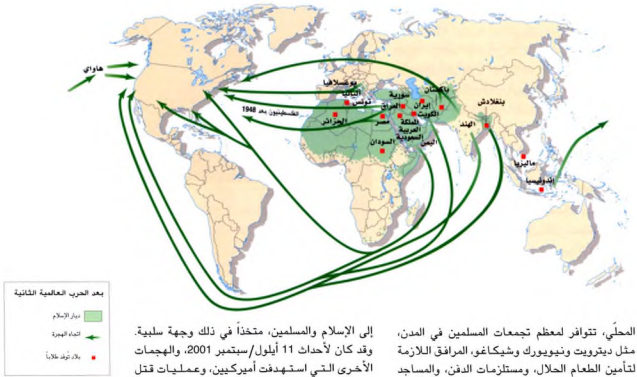 هاواي
يوغسلافيا
ألبانيا
تونس
الفلسطينيون بعد 1948
الجزائر
سورية
العراق
إيران
باكستان
الكويت
مصر
المملكة
العربية
السعودية
السودان
اليمن
بنغلادش
الهند
ماليزيا
إندونيسيا
بعد الحرب العالمية الثانية
ديار الإسلام
اتجاه الهجرة
بلاد توفد طلاباً
المحلّي، تتوافر لمعظم تجمعات المسلمين في المدن،
مثل ديترويت ونيويورك وشيكاغو، المرافق اللازمة
لتأمين الطعام الحلال، ومستلزمات الدفن، والمساجد
إلى الإسلام والمسلمين، متخذاً في ذلك وجهة سلبية.
وقد كان لأحداث 11 أيلول/سبتمبر 2001، والهجمات
الأخرى التي استهدفت أميركيين، وعمليات قتل